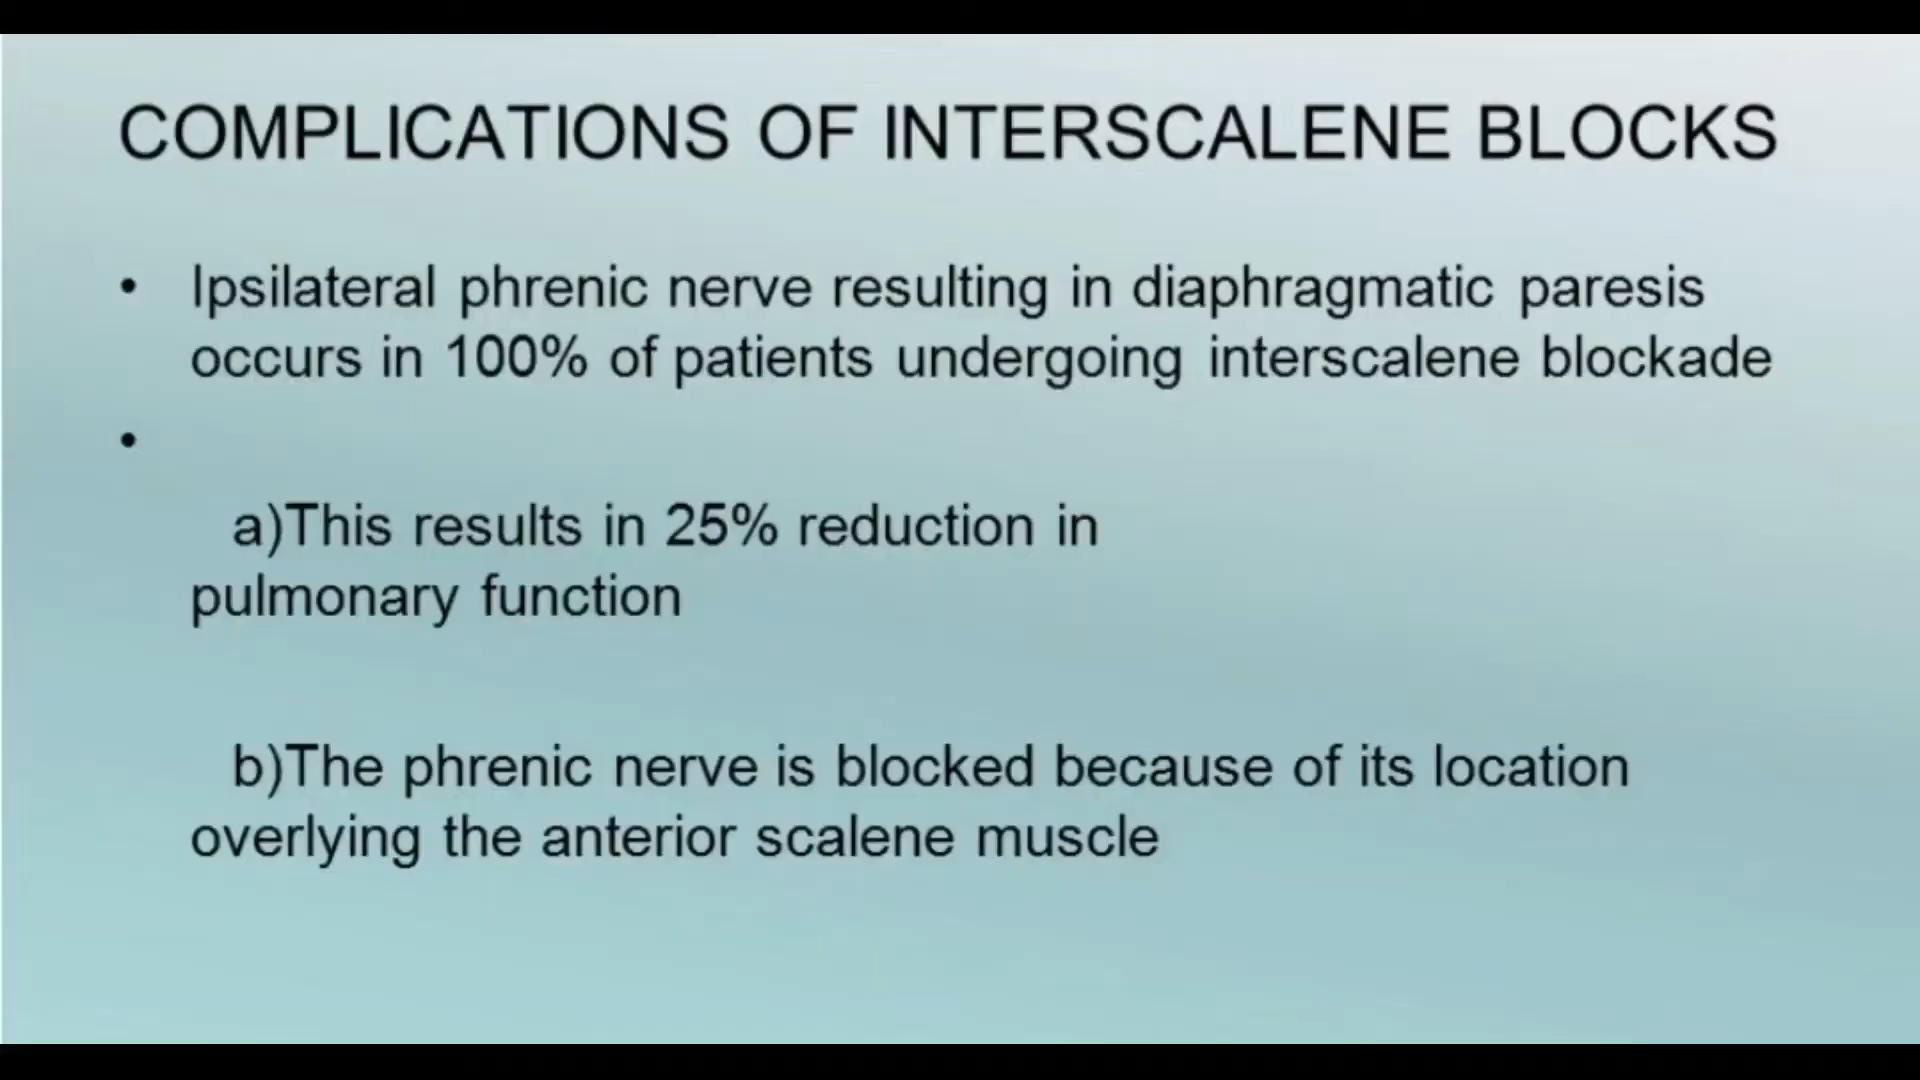 COMPLICATIONS OF INTERSCALENE BLOCKS
• Ipsilateral phrenic nerve resulting in diaphragmatic paresis
occurs in 100% of patients undergoing interscalene blockade
•
a)This results in 25% reduction in
pulmonary function
b)The phrenic nerve is blocked because of its location
overlying the anterior scalene muscle